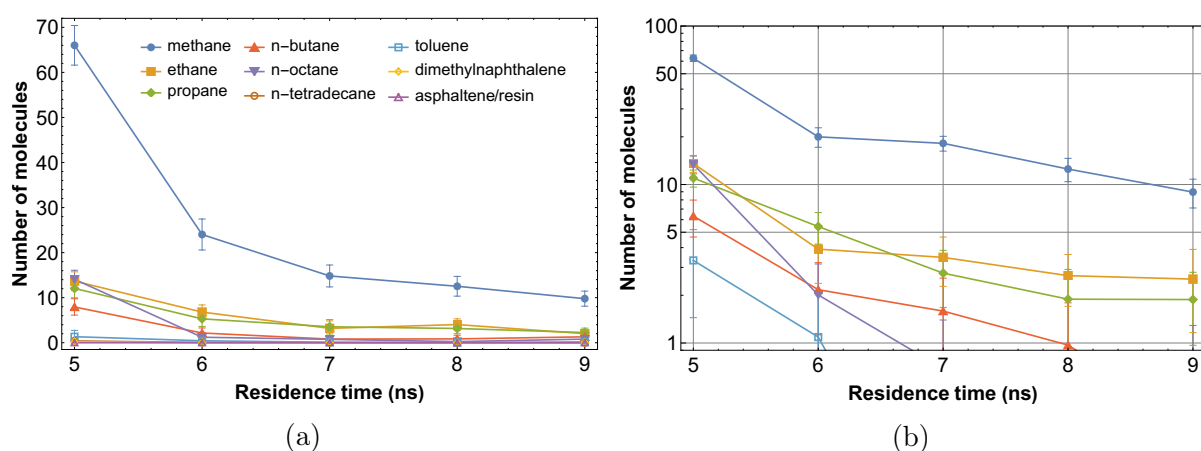 70
60
50
40
30
20
10
0
Number of molecules
methane
ethane
propane
n-butane
n-octane
n-tetradecane
toluene
dimethylnaphthalene
asphaltene/resin
5 6 7 8 9
Residence time (ns)
(a)
100
50
10
5
1
Number of molecules
5 6 7 8 9
Residence time (ns)
(b)